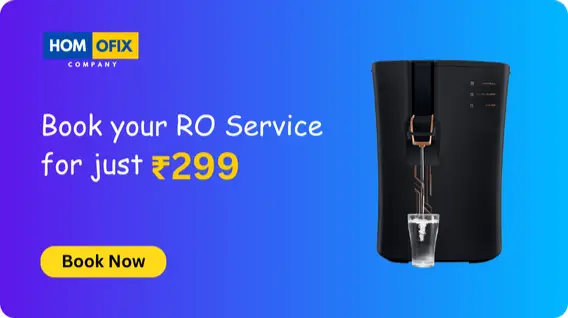 HOM OFIX
COMPANY
Book your RO Service
for just ₹299
Book Now